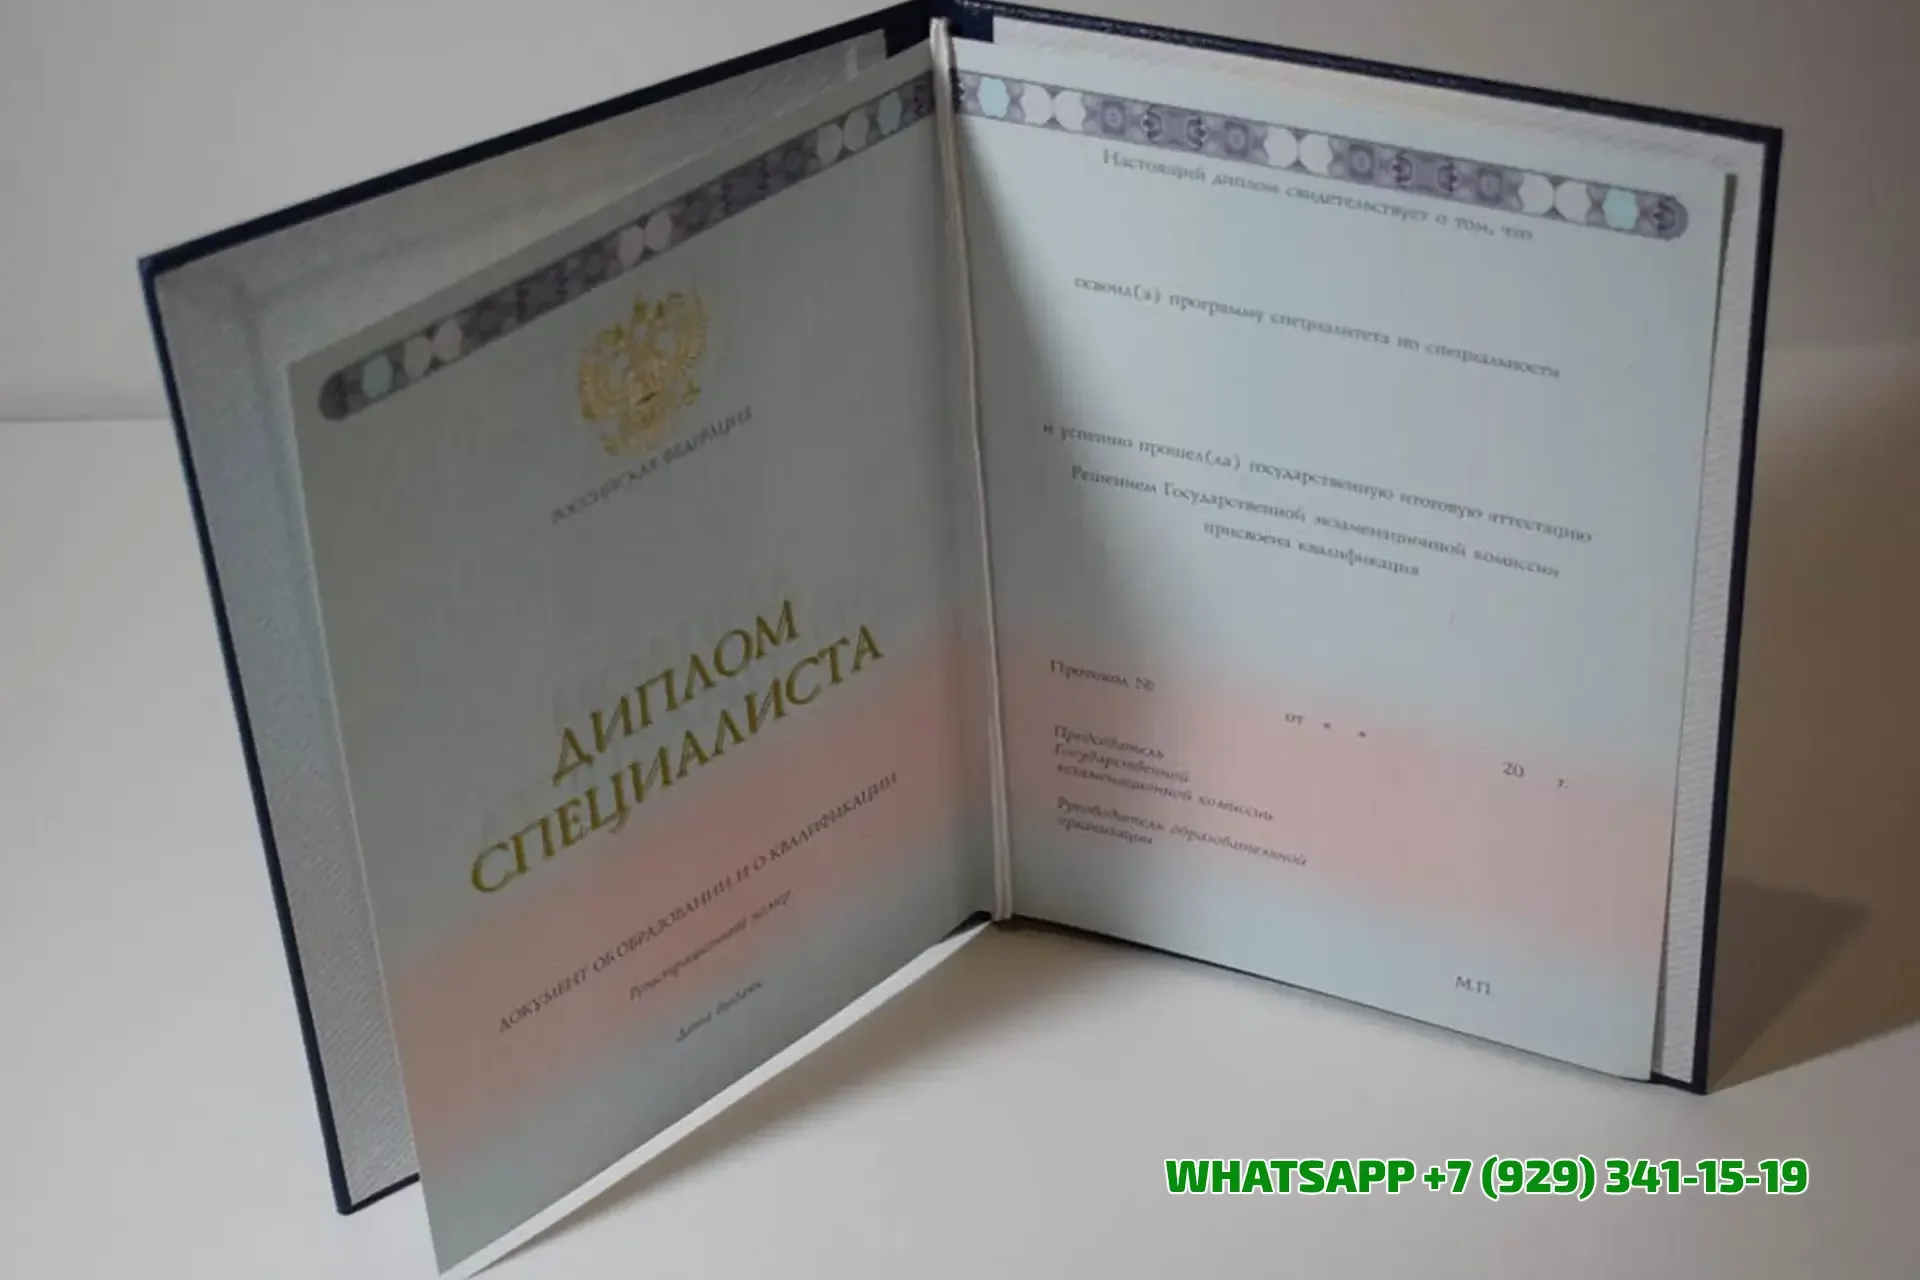 РОССИЙСКАЯ ФЕДЕРАЦИЯ
ДИПЛОМ
СПЕЦИАЛИСТА
ДОКУМЕНТ ОБ ОБРАЗОВАНИИ И О КВАЛИФИКАЦИИ
Регистрационный номер
Дата выдачи
Настоящий диплом свидетельствует о том, что
освоил(а) программу специалитета по специальности
и успешно прошел(ла) государственную итоговую аттестацию
Решением Государственной экзаменационной комиссии
присвоена квалификация
Протокол №
от « »
20 г.
Председатель
Государственной
экзаменационной комиссии
Руководитель образовательной
организации
М.П.
WHATSAPP +7 (929) 341-15-19